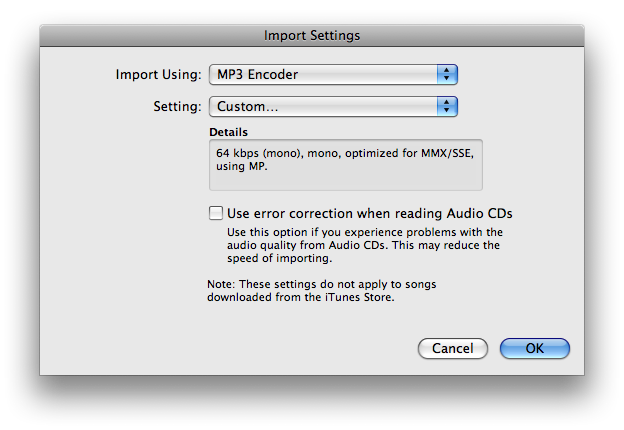 Import Settings
Import Using: MP3 Encoder
Setting: Custom...
Details
64 kbps (mono), mono, optimized for MMX/SSE,
using MP.
Use error correction when reading Audio CDs
Use this option if you experience problems with the
audio quality from Audio CDs. This may reduce the
speed of importing.
Note: These settings do not apply to songs
downloaded from the iTunes Store.
Cancel OK